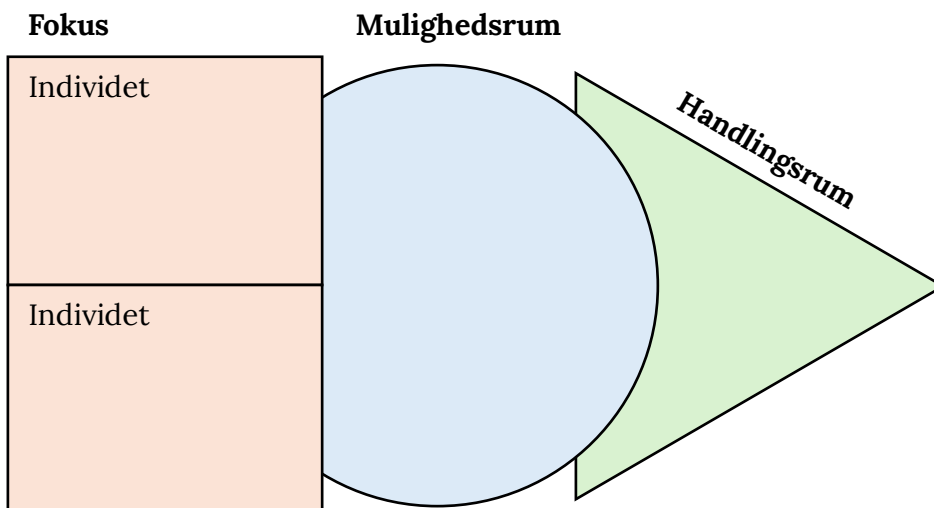 Fokus
Mulighedsrum
Individet
Handlingsrum
Individet